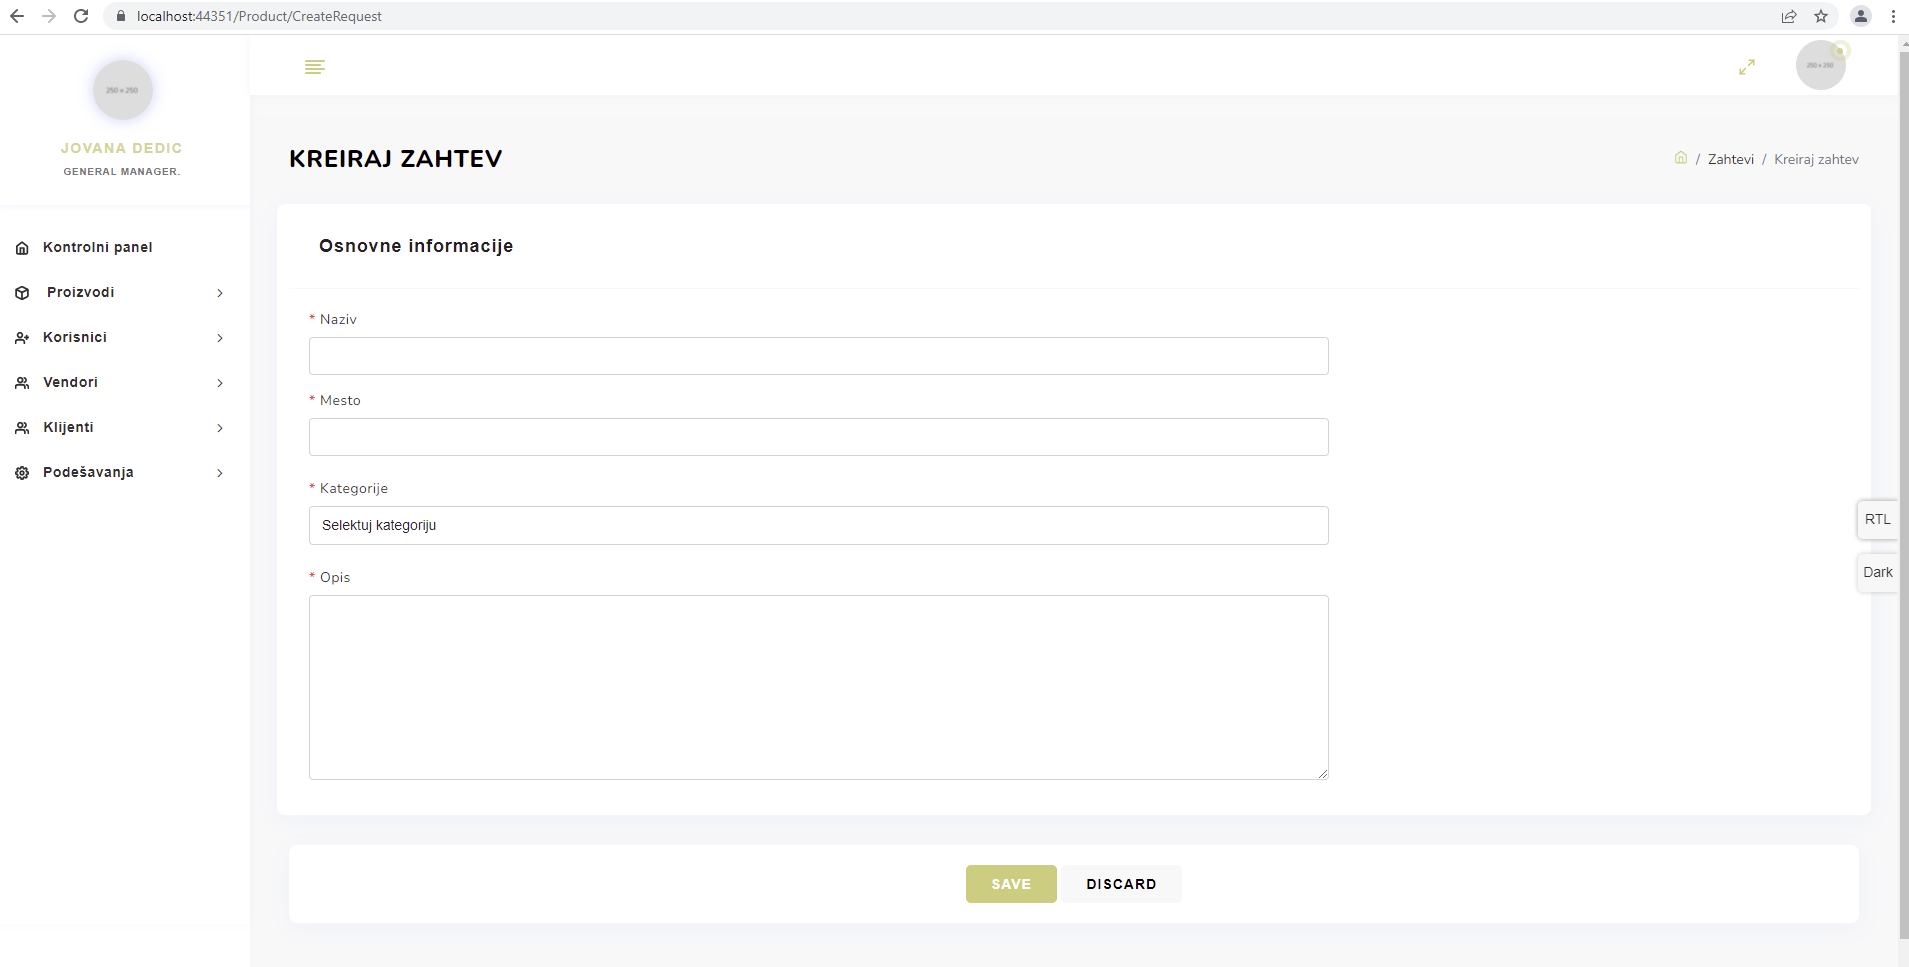 localhost:44351/Product/CreateRequest
250 × 250
JOVANA DEDIC
GENERAL MANAGER.
Kontrolni panel
Proizvodi
Korisnici
Vendori
Klijenti
Podešavanja
250 × 250
KREIRAJ ZAHTEV
/ Zahtevi / Kreiraj zahtev
Osnovne informacije
* Naziv
* Mesto
* Kategorije
Selektuj kategoriju
* Opis
RTL
Dark
SAVE DISCARD